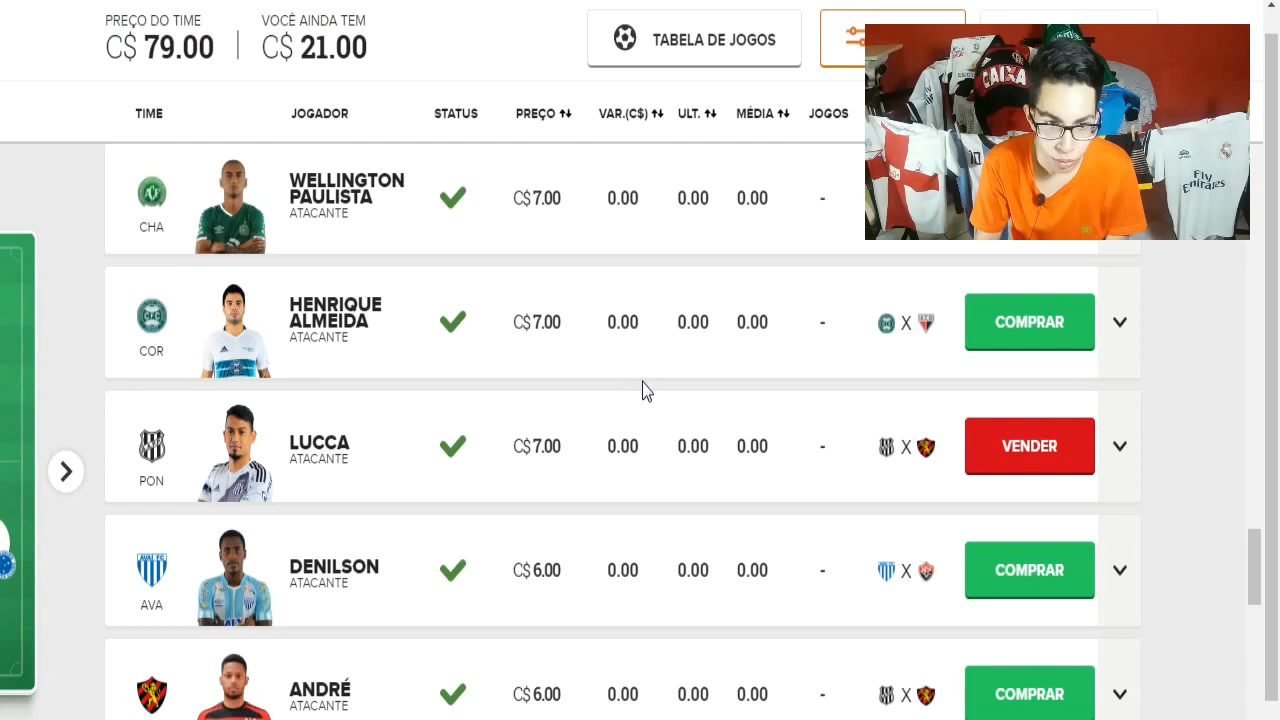 PREÇO DO TIME
C$ 79.00
VOCÊ AINDA TEM
C$ 21.00
TABELA DE JOGOS
CAIXA
Fly
Emirates
TIME JOGADOR STATUS PREÇO VAR.(C$) ULT. MÉDIA JOGOS
CHA
WELLINGTON
PAULISTA
ATACANTE
C$ 7.00 0.00 0.00 0.00 -
COR
HENRIQUE
ALMEIDA
ATACANTE
C$ 7.00 0.00 0.00 0.00 - X COMPRAR
PON
LUCCA
ATACANTE
C$ 7.00 0.00 0.00 0.00 - X VENDER
AVA
DENILSON
ATACANTE
C$ 6.00 0.00 0.00 0.00 - X COMPRAR
ANDRÉ
ATACANTE
C$ 6.00 0.00 0.00 0.00 - X COMPRAR